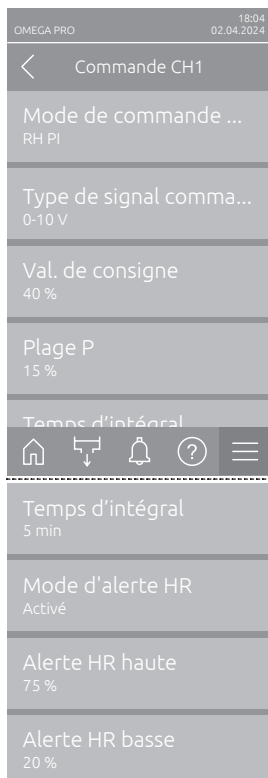 18:04
OMEGA PRO 02.04.2024
Commande CH1
Mode de commande ...
RH PI
Type de signal comma...
0-10 V
Val. de consigne
40 %
Plage P
15 %
Temps d'intégral
?
Temps d'intégral
5 min
Mode d'alerte HR
Activé
Alerte HR haute
75 %
Alerte HR basse
20 %